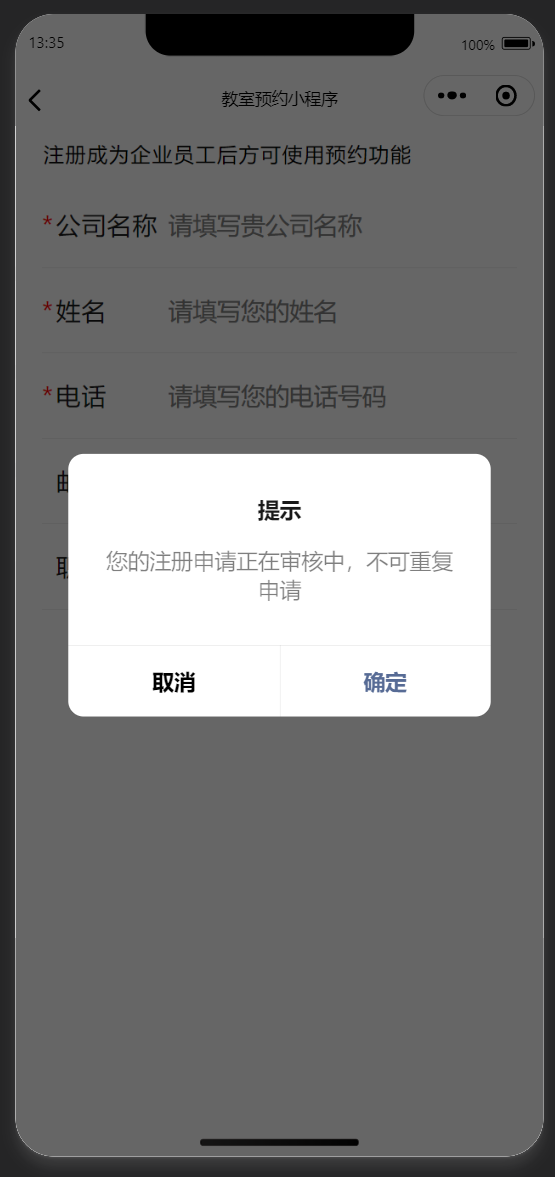 13:35
100%
教室预约小程序
注册成为企业员工后方可使用预约功能
*公司名称 请填写贵公司名称
*姓名 请填写您的姓名
*电话 请填写您的电话号码
提示
您的注册申请正在审核中，不可重复
申请
取消 确定